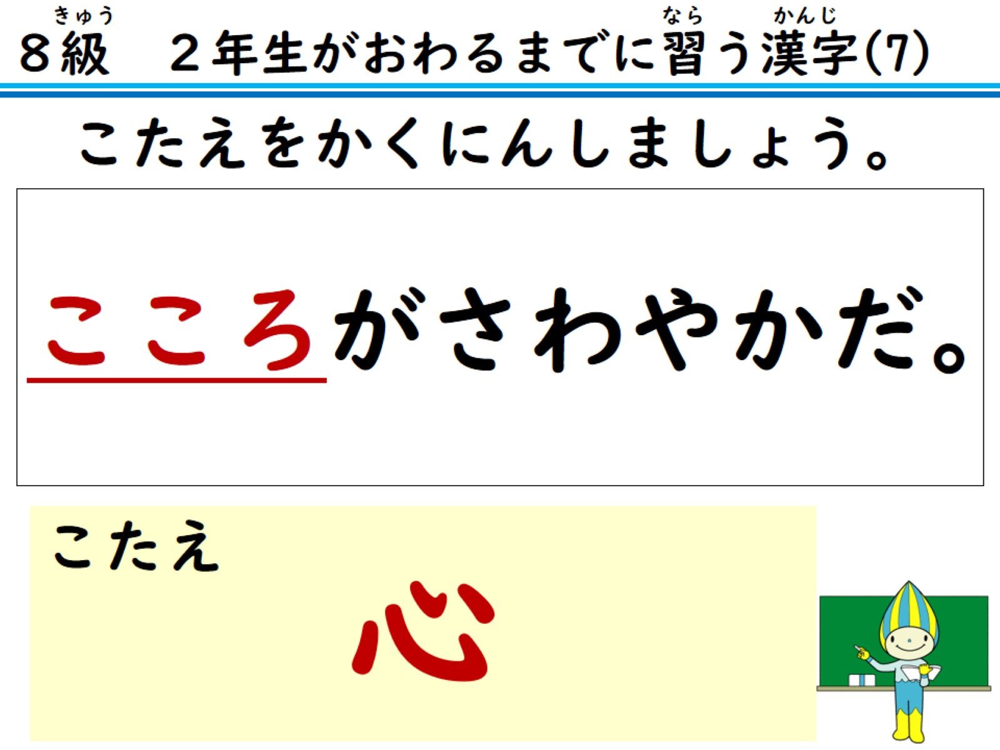 きゅう なら かんじ
８級　２年生がおわるまでに習う漢字(7)
こたえをかくにんしましょう。
こころがさわやかだ。
こたえ
心